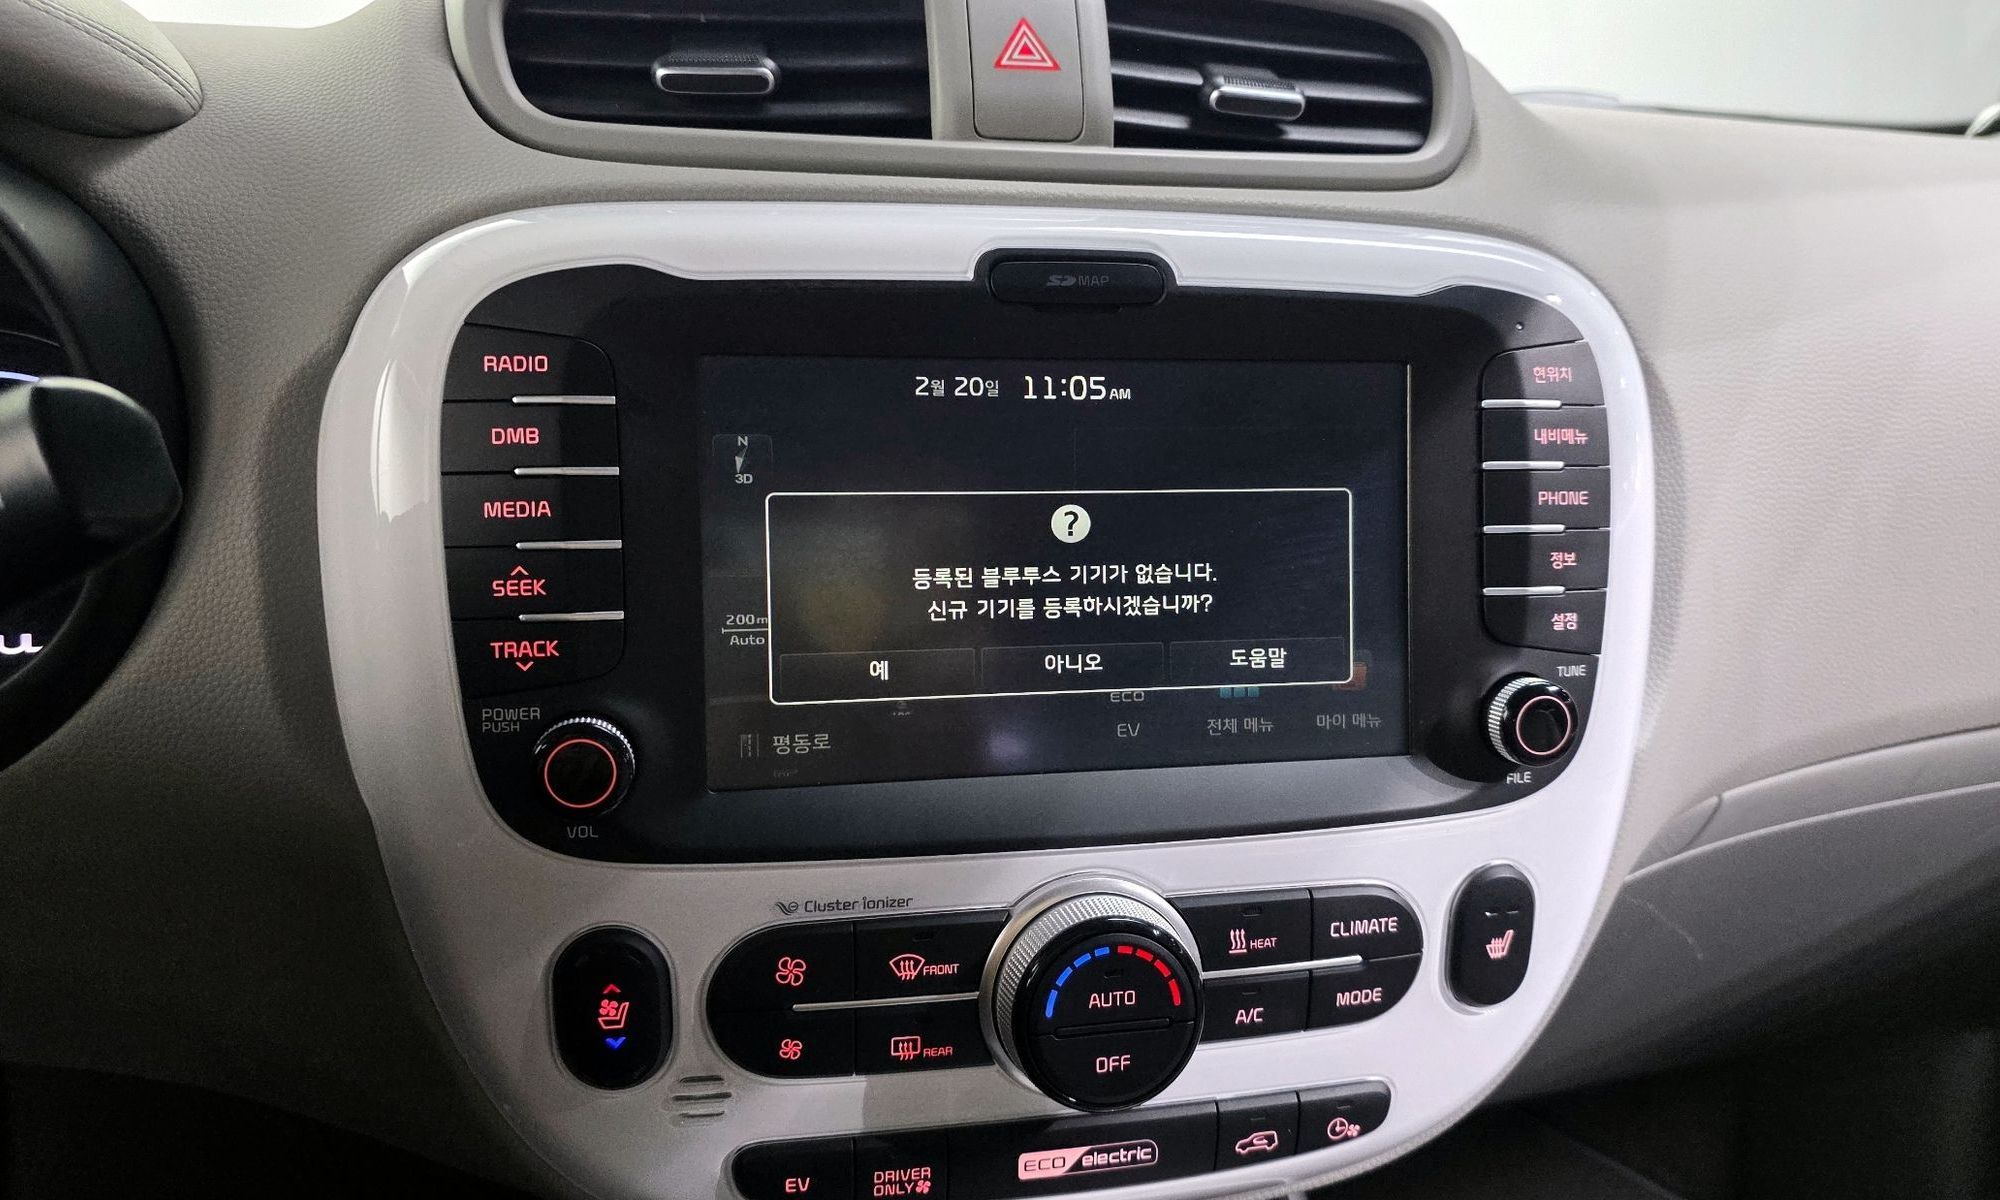 SD MAP
RADIO
DMB
MEDIA
SEEK
TRACK
POWER
PUSH
VOL
2월 20일 11:05 AM
N
3D
?
등록된 블루투스 기기가 없습니다.
신규 기기를 등록하시겠습니까?
예 아니오 도움말
200m
Auto
ECO
EV
전체 메뉴
마이 메뉴
평동로
현위치
내비메뉴
PHONE
정보
설정
TUNE
FILE
Cluster ionizer
FRONT
REAR
AUTO
OFF
HEAT
CLIMATE
A/C
MODE
EV
DRIVER
ONLY
ECO electric